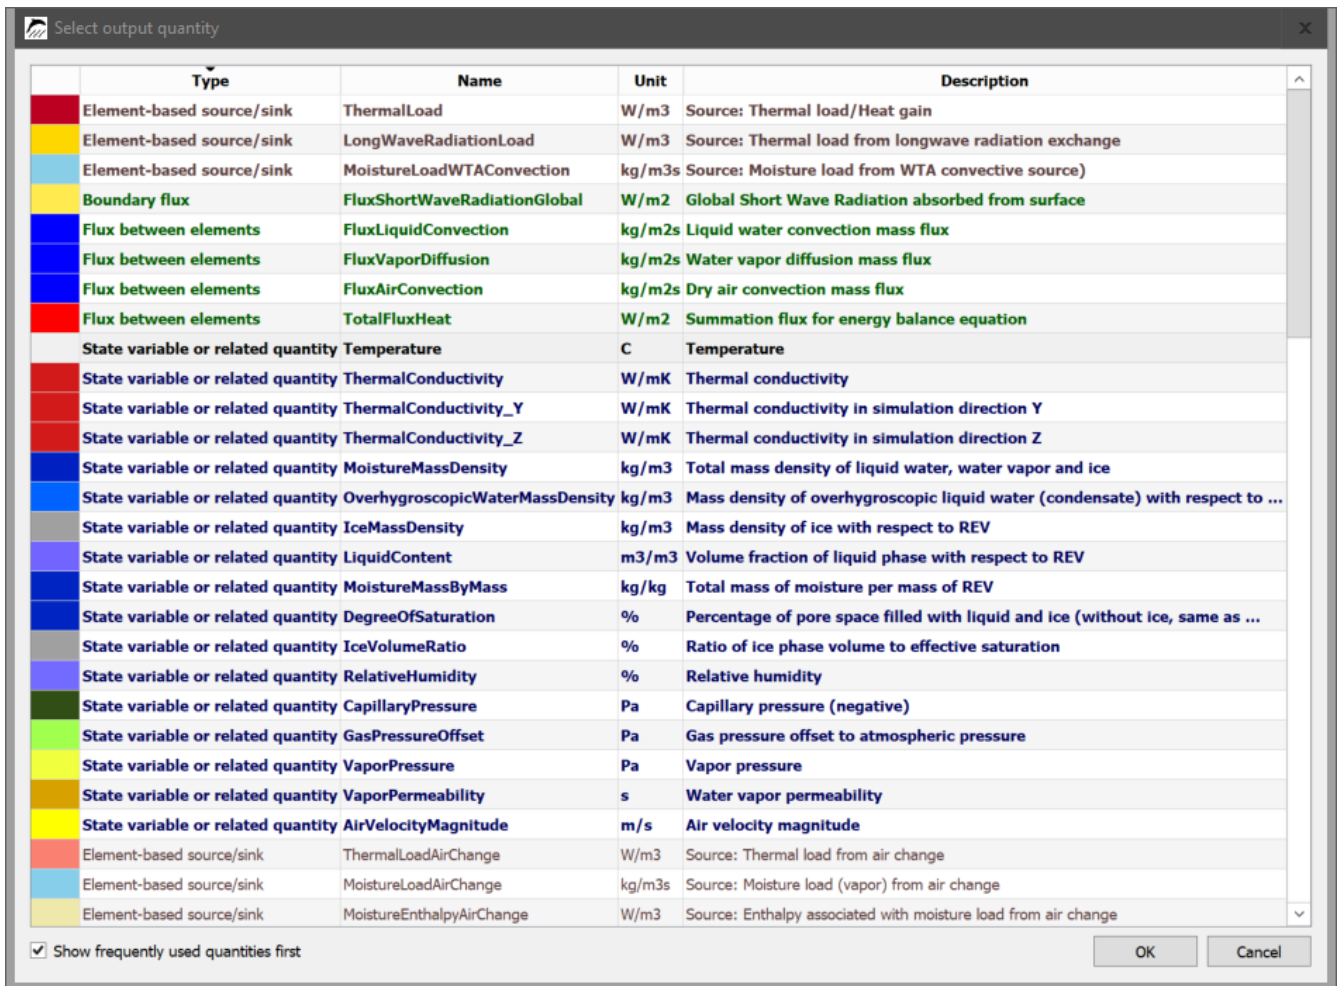 Select output quantity
Type Name Unit Description
Element-based source/sink ThermalLoad W/m3 Source: Thermal load/Heat gain
Element-based source/sink LongWaveRadiationLoad W/m3 Source: Thermal load from longwave radiation exchange
Element-based source/sink MoistureLoadWTAConvection kg/m3s Source: Moisture load from WTA convective source)
Boundary flux FluxShortWaveRadiationGlobal W/m2 Global Short Wave Radiation absorbed from surface
Flux between elements FluxLiquidConvection kg/m2s Liquid water convection mass flux
Flux between elements FluxVaporDiffusion kg/m2s Water vapor diffusion mass flux
Flux between elements FluxAirConvection kg/m2s Dry air convection mass flux
Flux between elements TotalFluxHeat W/m2 Summation flux for energy balance equation
State variable or related quantity Temperature C Temperature
State variable or related quantity ThermalConductivity W/mK Thermal conductivity
State variable or related quantity ThermalConductivity_Y W/mK Thermal conductivity in simulation direction Y
State variable or related quantity ThermalConductivity_Z W/mK Thermal conductivity in simulation direction Z
State variable or related quantity MoistureMassDensity kg/m3 Total mass density of liquid water, water vapor and ice
State variable or related quantity OverhygroscopicWaterMassDensity kg/m3 Mass density of overhygroscopic liquid water (condensate) with respect to ...
State variable or related quantity IceMassDensity kg/m3 Mass density of ice with respect to REV
State variable or related quantity LiquidContent m3/m3 Volume fraction of liquid phase with respect to REV
State variable or related quantity MoistureMassByMass kg/kg Total mass of moisture per mass of REV
State variable or related quantity DegreeOfSaturation % Percentage of pore space filled with liquid and ice (without ice, same as ...
State variable or related quantity IceVolumeRatio % Ratio of ice phase volume to effective saturation
State variable or related quantity RelativeHumidity % Relative humidity
State variable or related quantity CapillaryPressure Pa Capillary pressure (negative)
State variable or related quantity GasPressureOffset Pa Gas pressure offset to atmospheric pressure
State variable or related quantity VaporPressure Pa Vapor pressure
State variable or related quantity VaporPermeability s Water vapor permeability
State variable or related quantity AirVelocityMagnitude m/s Air velocity magnitude
Element-based source/sink ThermalLoadAirChange W/m3 Source: Thermal load from air change
Element-based source/sink MoistureLoadAirChange kg/m3s Source: Moisture load (vapor) from air change
Element-based source/sink MoistureEnthalpyAirChange W/m3 Source: Enthalpy associated with moisture load from air change
Show frequently used quantities first OK Cancel